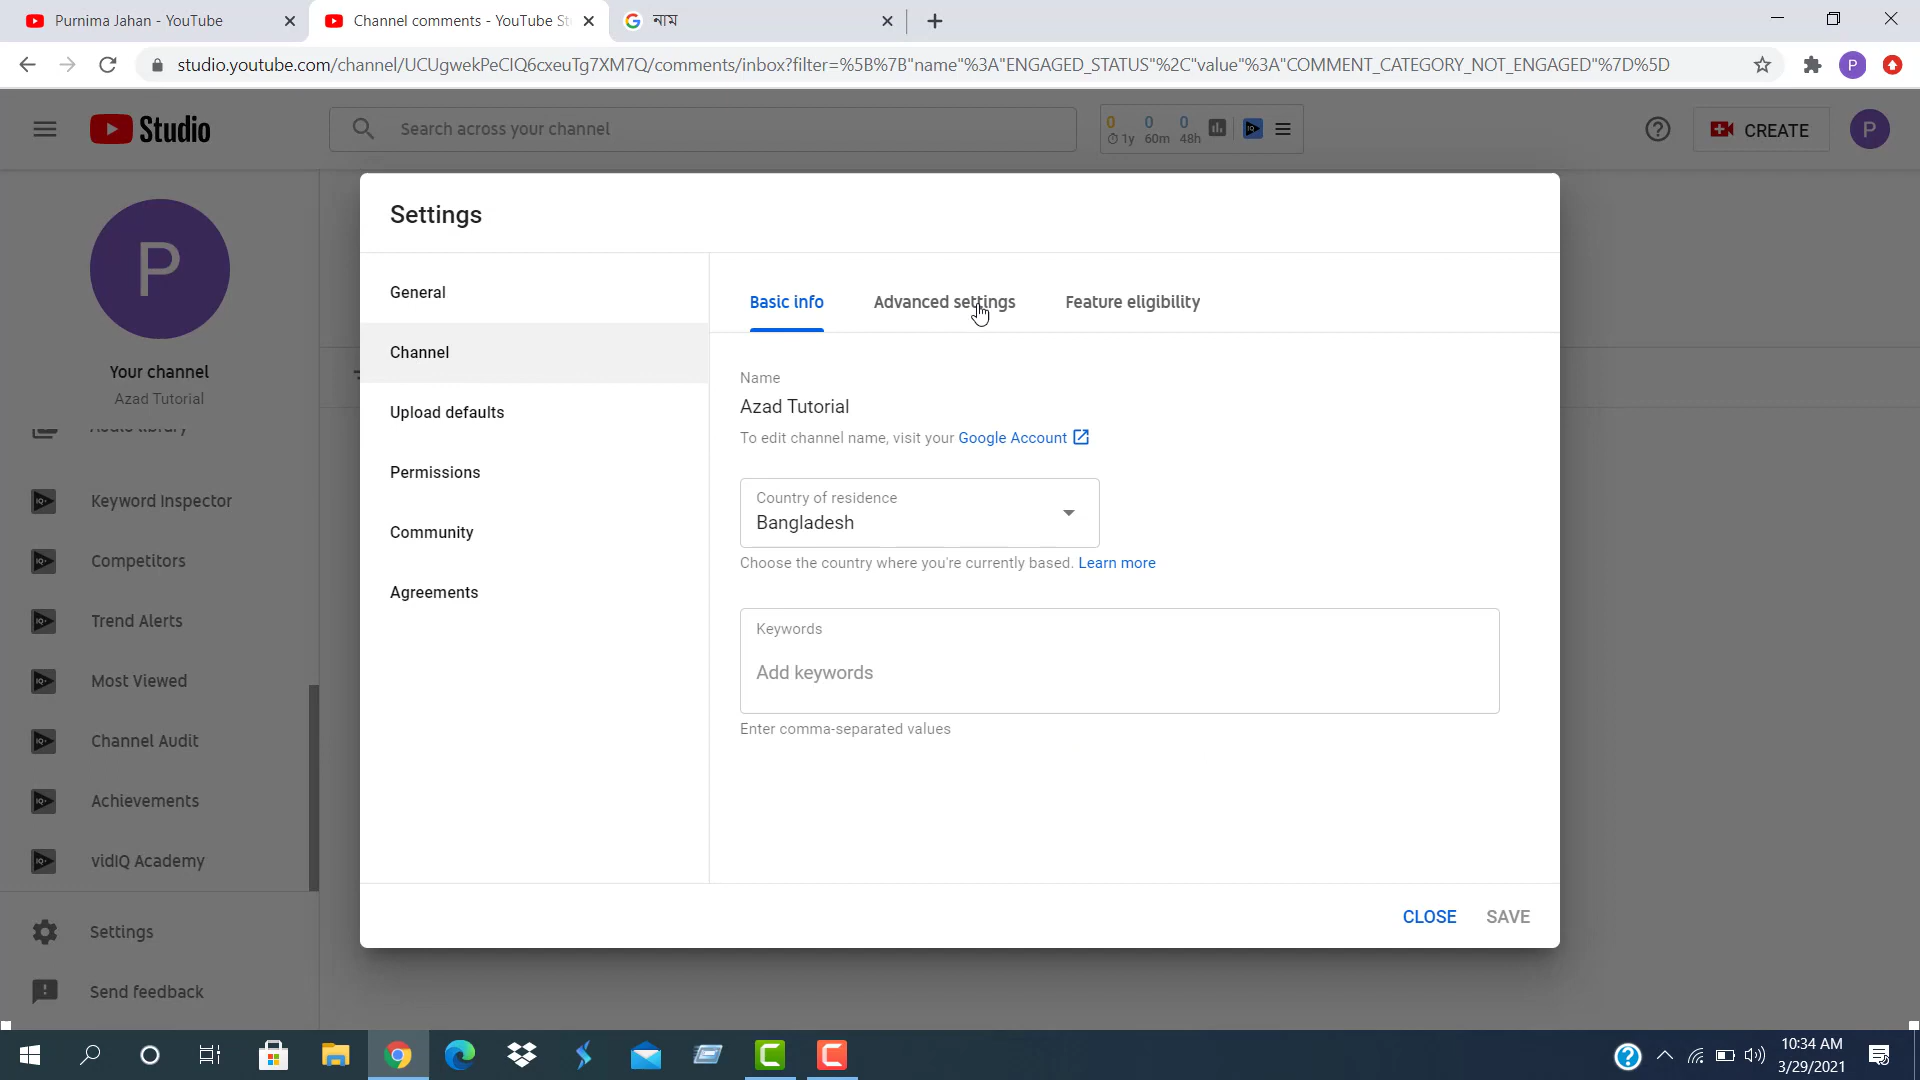 Purnima Jahan - YouTube
Channel comments - YouTube St
নাম
studio.youtube.com/channel/UCUgwekPeCIQ6cxeuTg7XM7Q/comments/inbox?filter=%5B%7B"name"%3A"ENGAGED_STATUS"%2C"value"%3A"COMMENT_CATEGORY_NOT_ENGAGED"%7D%5D
P
Studio
Search across your channel
0 0 0
1y 60m 48h
CREATE
P
P
Your channel
Azad Tutorial
Audio library
Keyword Inspector
Competitors
Trend Alerts
Most Viewed
Channel Audit
Achievements
vidIQ Academy
Settings
Send feedback
Settings
General
Channel
Upload defaults
Permissions
Community
Agreements
Basic info
Advanced settings
Feature eligibility
Name
Azad Tutorial
To edit channel name, visit your Google Account
Country of residence
Bangladesh
Choose the country where you're currently based. Learn more
Keywords
Add keywords
Enter comma-separated values
CLOSE
SAVE
10:34 AM
3/29/2021